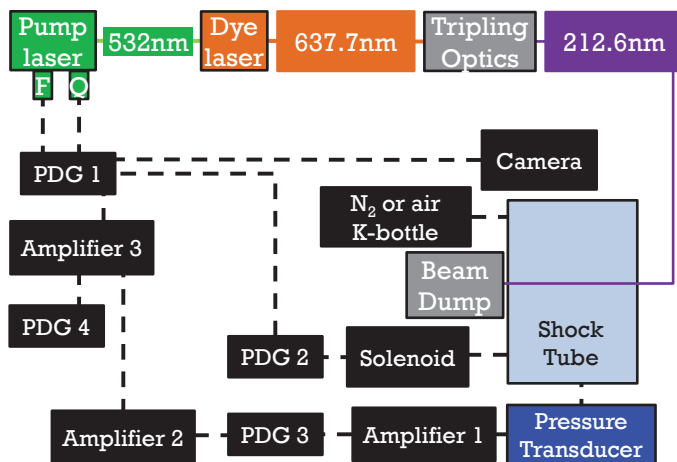 Pump
laser
532nm
Dye
laser
637.7nm
Tripling
Optics
212.6nm
F
Q
PDG 1
Camera
N₂ or air
K-bottle
Amplifier 3
Beam
Dump
PDG 4
Shock
Tube
PDG 2
Solenoid
Amplifier 2
PDG 3
Amplifier 1
Pressure
Transducer